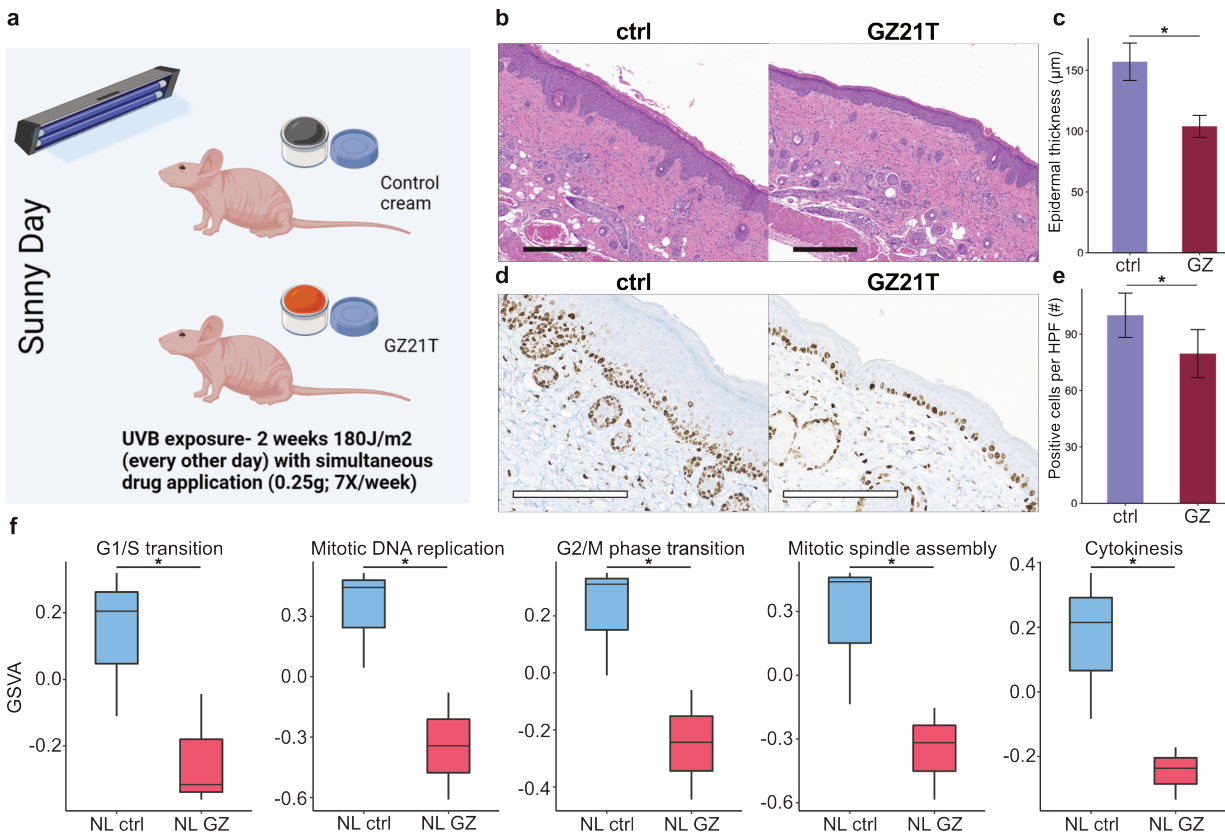 a
Sunny Day
Control
cream
GZ21T
UVB exposure- 2 weeks 180J/m2
(every other day) with simultaneous
drug application (0.25g; 7X/week)
b
ctrl
GZ21T
c
Epidermal thickness (µm)
150
100
50
0
*
ctrl
GZ
d
ctrl
GZ21T
e
Positive cells per HPF (#)
90
60
30
0
*
ctrl
GZ
f
GSVA
G1/S transition
*
0.2
-0.2
NL ctrl
NL GZ
Mitotic DNA replication
*
0.3
0.0
-0.3
-0.6
NL ctrl
NL GZ
G2/M phase transition
*
0.2
0.0
-0.2
-0.4
NL ctrl
NL GZ
Mitotic spindle assembly
*
0.3
0.0
-0.3
-0.6
NL ctrl
NL GZ
Cytokinesis
*
0.4
0.2
0.0
-0.2
NL ctrl
NL GZ